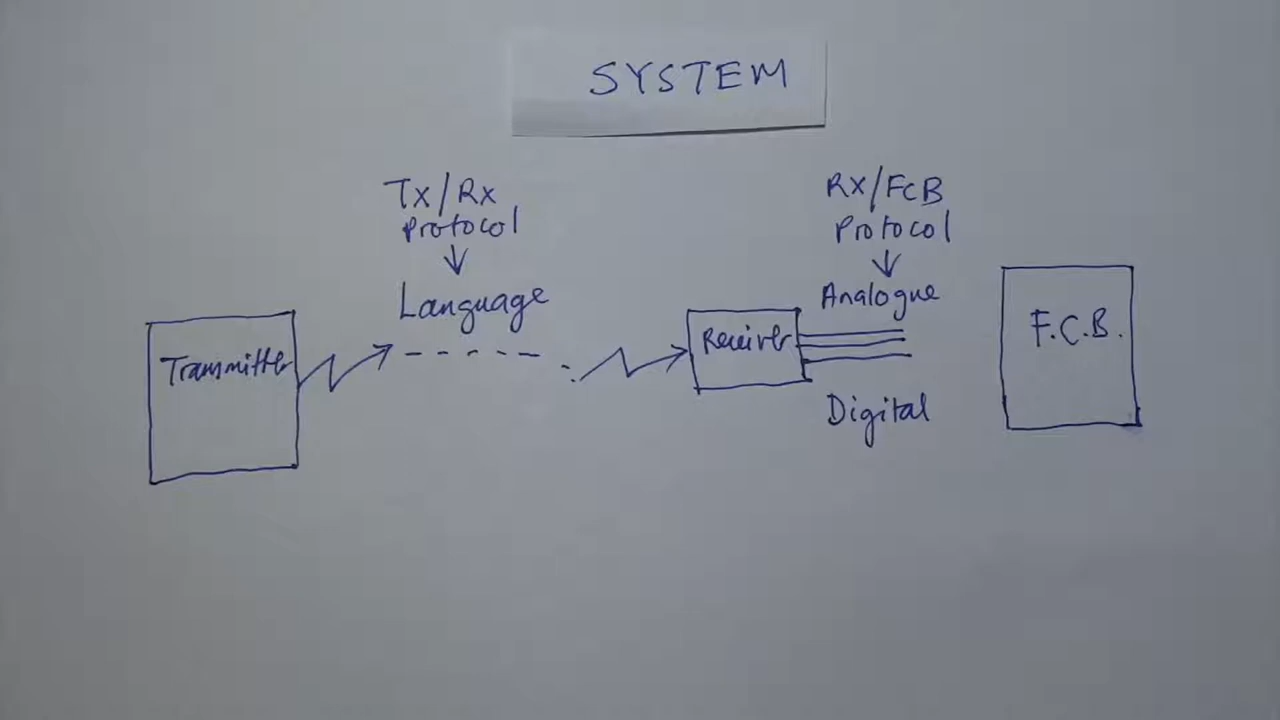 SYSTEM
Tx/Rx
Protocol
Language
RX/FCB
Protocol
Analogue
Transmitter
Receiver
F.C.B.
Digital